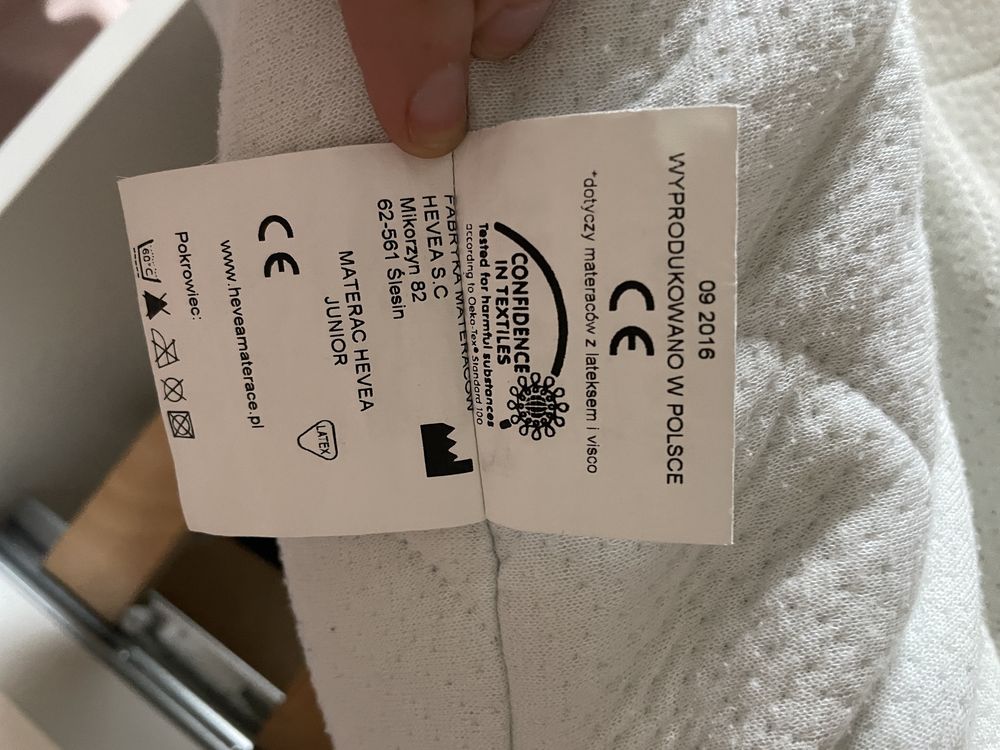 09 2016
WYPRODUKOWANO W POLSCE
CE
*dotyczy materaców z lateksem i visco
CONFIDENCE
IN TEXTILES
Tested for harmful substances
according to Oeko-Tex® Standard 100
FABRYKA MATERACÓW
HEVEA S.C
Mikorzyn 82
62-561 Ślesin
MATERAC HEVEA
JUNIOR
LATEX
CE
www.heveamaterace.pl
Pokrowiec:
60°C